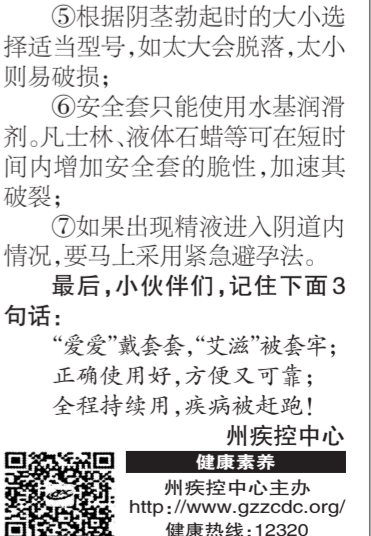 ⑤根据阴茎勃起时的大小选
择适当型号,如太大会脱落,太小
则易破损;
⑥安全套只能使用水基润滑
剂。凡士林、液体石蜡等可在短时
间内增加安全套的脆性,加速其
破裂;
⑦如果出现精液进入阴道内
情况,要马上采用紧急避孕法。
最后,小伙伴们,记住下面3
句话:
“爱爱”戴套套,“艾滋”被套牢;
正确使用好,方便又可靠;
全程持续用,疾病被赶跑!
州疾控中心
健康素养
州疾控中心主办
http://www.gzzcdc.org/
健康热线:12320